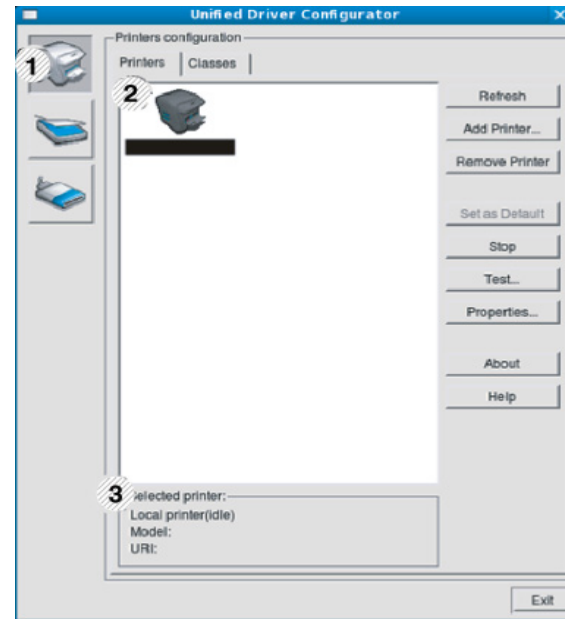 Unified Driver Configurator
Printers configuration
1
Printers
Classes
2
Refresh
Add Printer...
Remove Printer
Set as Default
Stop
Test...
Properties...
About
Help
3
Selected printer:
Local printer(idle)
Model:
URI:
Exit